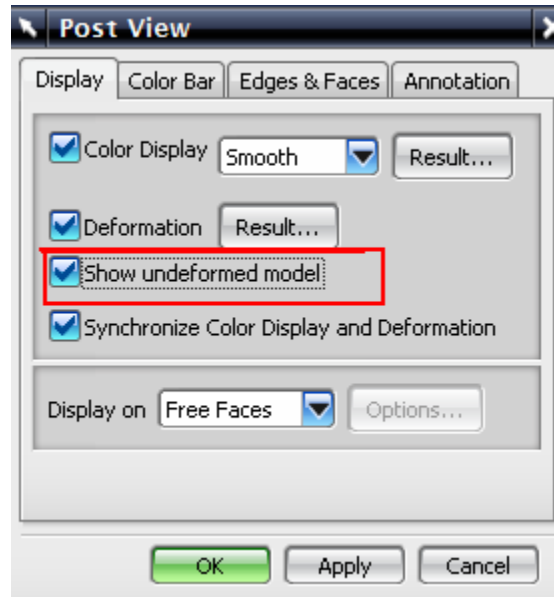 Post View
Display Color Bar Edges & Faces Annotation
Color Display Smooth Result...
Deformation Result...
Show undeformed model
Synchronize Color Display and Deformation
Display on Free Faces Options...
OK Apply Cancel